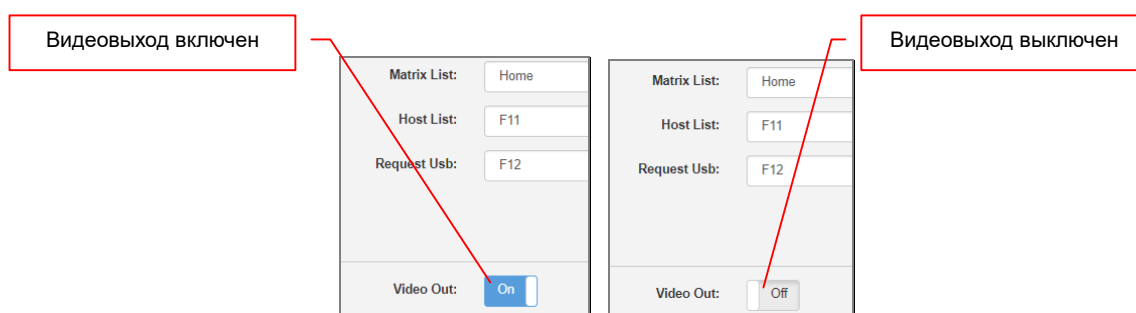 Видеовыход включен
Видеовыход выключен
Matrix List: Home
Host List: F11
Request Usb: F12
Video Out: On
Matrix List: Home
Host List: F11
Request Usb: F12
Video Out: Off